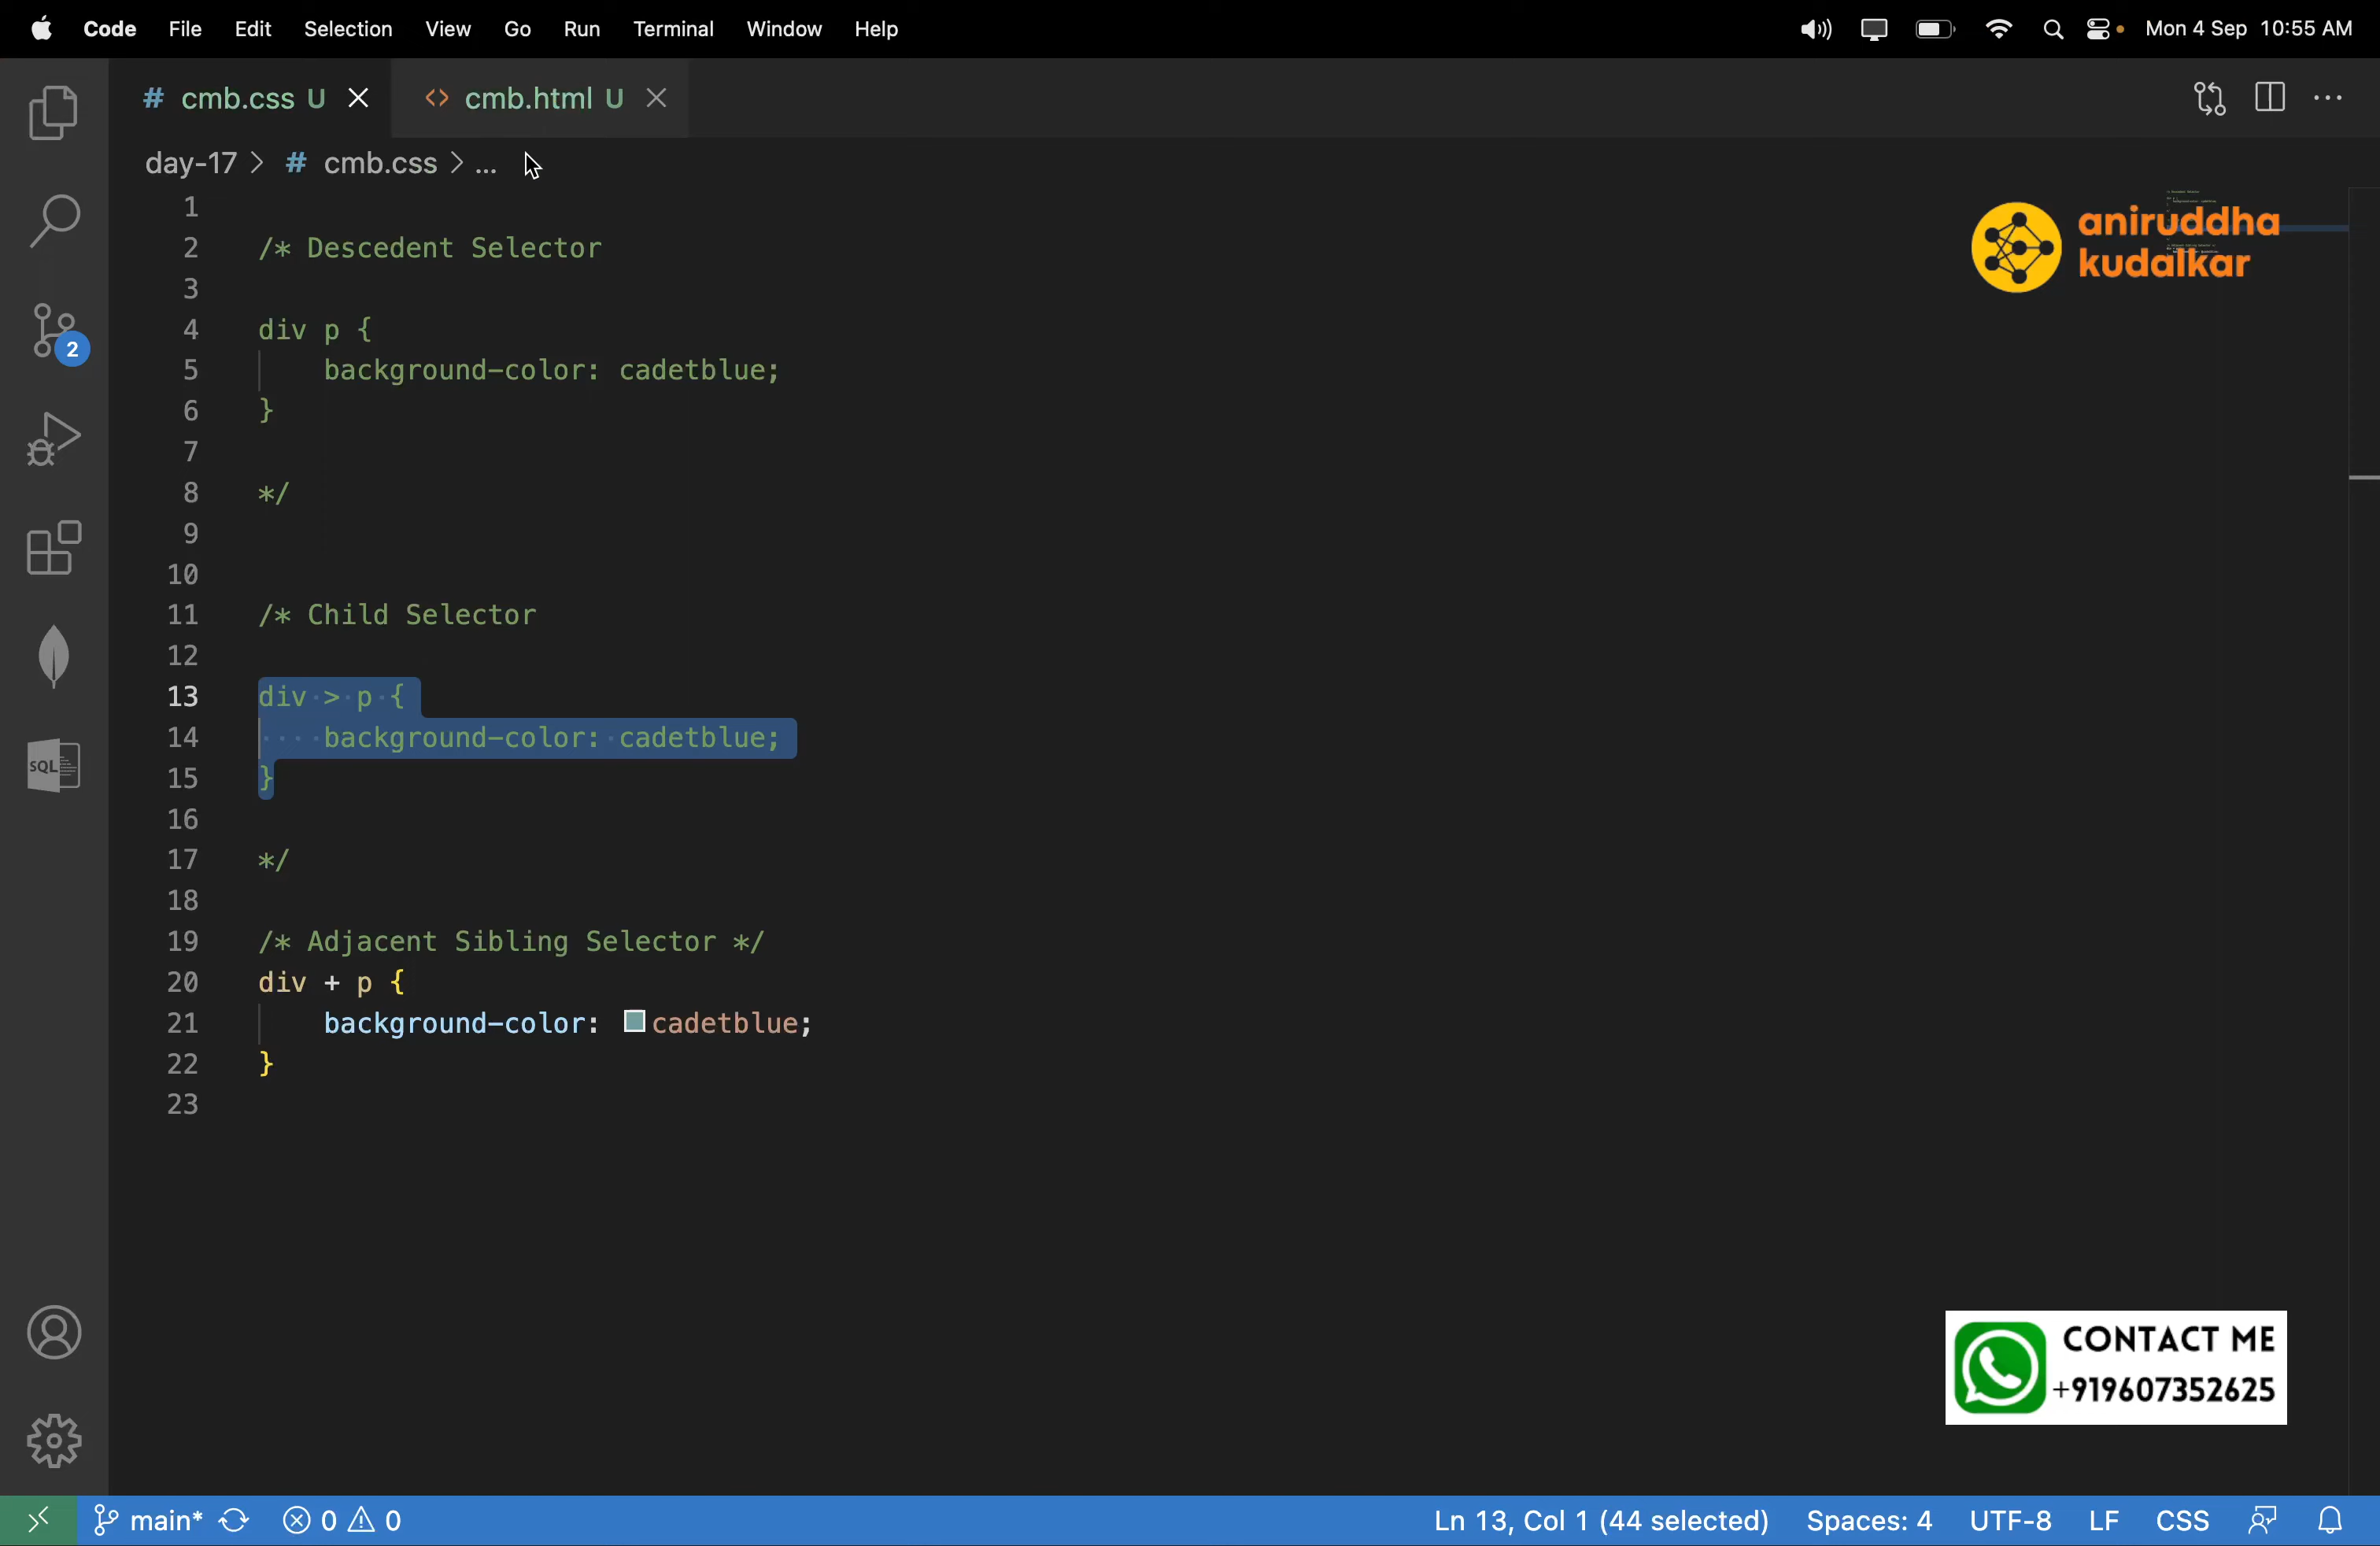 Code File Edit Selection View Go Run Terminal Window Help Mon 4 Sep 10:55 AM
# cmb.css U cmb.html U
day-17 > # cmb.css > ...
1
2 /* Descedent Selector
3
4 div p {
5 background-color: cadetblue;
6 }
7
8 */
9
10
11 /* Child Selector
12
13 div > p {
14 background-color: cadetblue;
15 }
16
17 */
18
19 /* Adjacent Sibling Selector */
20 div + p {
21 background-color: cadetblue;
22 }
23
aniruddha
kudalkar
2
SQL
CONTACT ME
+919607352625
main* 0 0 Ln 13, Col 1 (44 selected) Spaces: 4 UTF-8 LF CSS